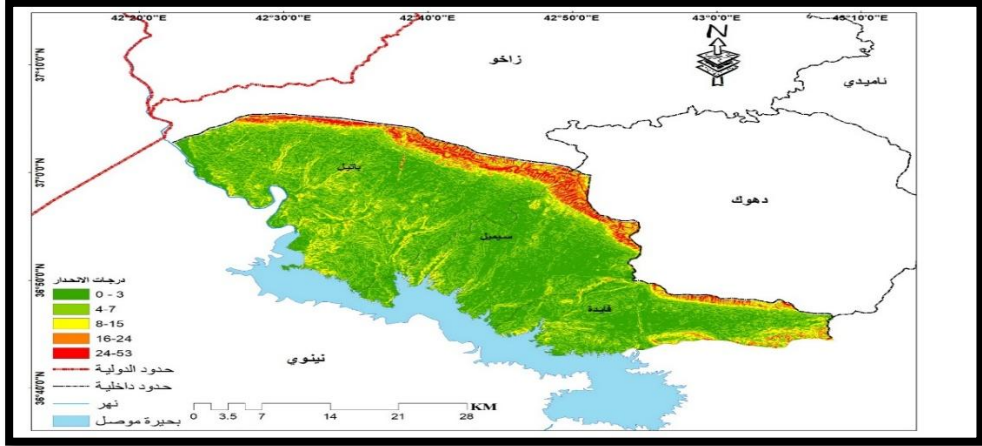 42°20'0"E 42°30'0"E 42°40'0"E 42°50'0"E 43°0'0"E 43°10'0"E
N
زاخو
ئاميدي
37°10'0"N
37°0'0"N
باتيل
دهوك
سيميل
36°50'0"N
فايدة
نينوي
36°40'0"N
درجات الانحدار
0 - 3
4-7
8-15
16-24
24-53
حدود الدولية
حدود داخلية
نهر
بحيرة موصل
0 3.5 7 14 21 28 KM